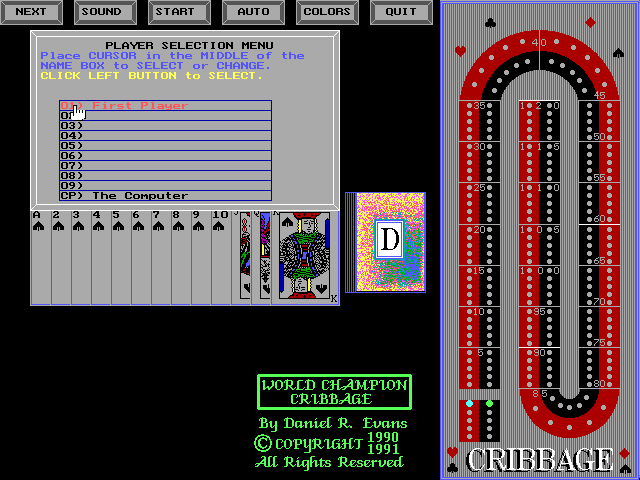 NEXT SOUND START AUTO COLORS QUIT
PLAYER SELECTION MENU
Place CURSOR in the MIDDLE of the
NAME BOX to SELECT or CHANGE.
CLICK LEFT BUTTON to SELECT.
First Player
03)
04)
05)
06)
07)
08)
09)
CP) The Computer
A 2 3 4 5 6 7 8 9 10 J
K
D
WORLD CHAMPION
CRIBBAGE
By Daniel R. Evans
© COPYRIGHT 1990
1991
All Rights Reserved
40
35 120 45
30 115 50
25 110 55
20 105 60
15 100 65
10 95 70
5 90 75
85 80
CRIBBAGE